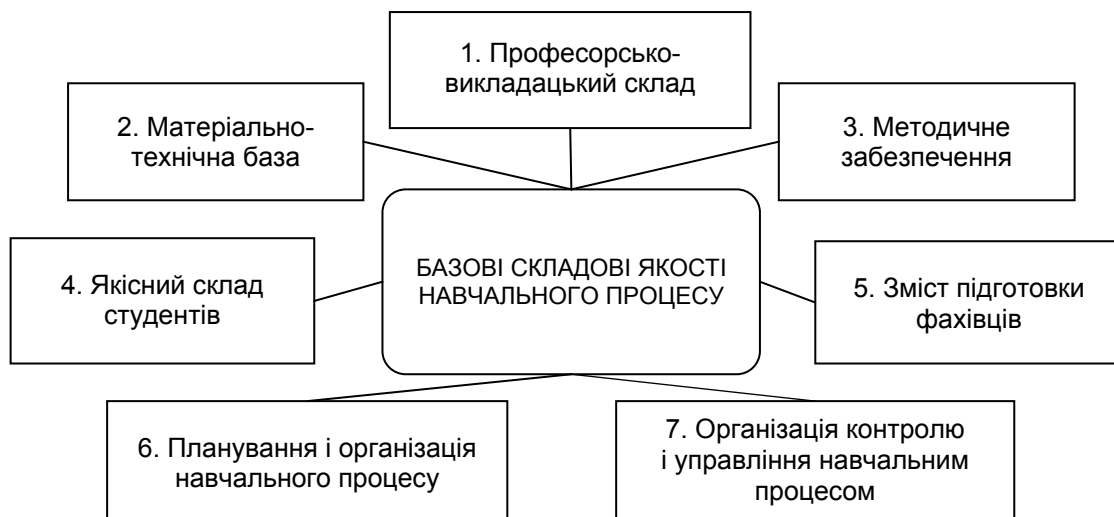 1. Професорсько-
викладацький склад
2. Матеріально-
технічна база
3. Методичне
забезпечення
БАЗОВІ СКЛАДОВІ ЯКОСТІ
НАВЧАЛЬНОГО ПРОЦЕСУ
4. Якісний склад
студентів
5. Зміст підготовки
фахівців
6. Планування і організація
навчального процесу
7. Організація контролю
і управління навчальним
процесом